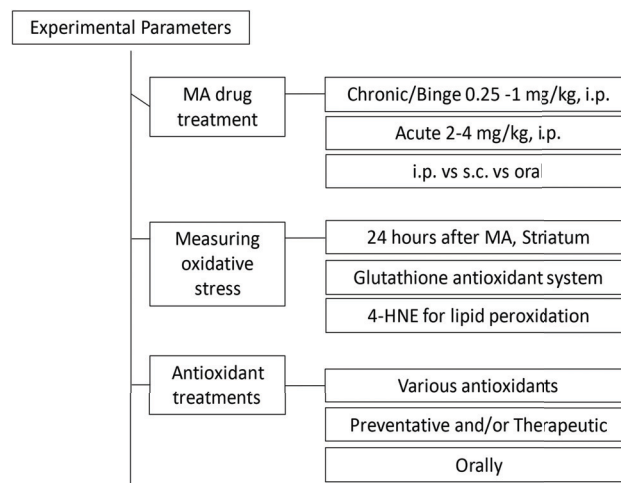 Experimental Parameters
MA drug
treatment
Chronic/Binge 0.25 -1 mg/kg, i.p.
Acute 2-4 mg/kg, i.p.
i.p. vs s.c. vs oral
Measuring
oxidative
stress
24 hours after MA, Striatum
Glutathione antioxidant system
4-HNE for lipid peroxidation
Antioxidant
treatments
Various antioxidants
Preventative and/or Therapeutic
Orally